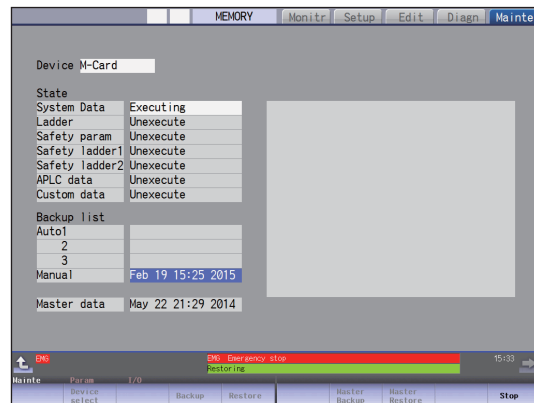 MEMORY Monitr Setup Edit Diagn Mainte
Device M-Card
State
System Data Executing
Ladder Unexecute
Safety param Unexecute
Safety ladder1 Unexecute
Safety ladder2 Unexecute
APLC data Unexecute
Custom data Unexecute
Backup list
Auto1
2
3
Manual Feb 19 15:25 2015
Master data May 22 21:29 2014
EMG EMG Emergency stop 15:33
Restoring
Mainte Param I/O
Device select Backup Restore Master Backup Master Restore Stop